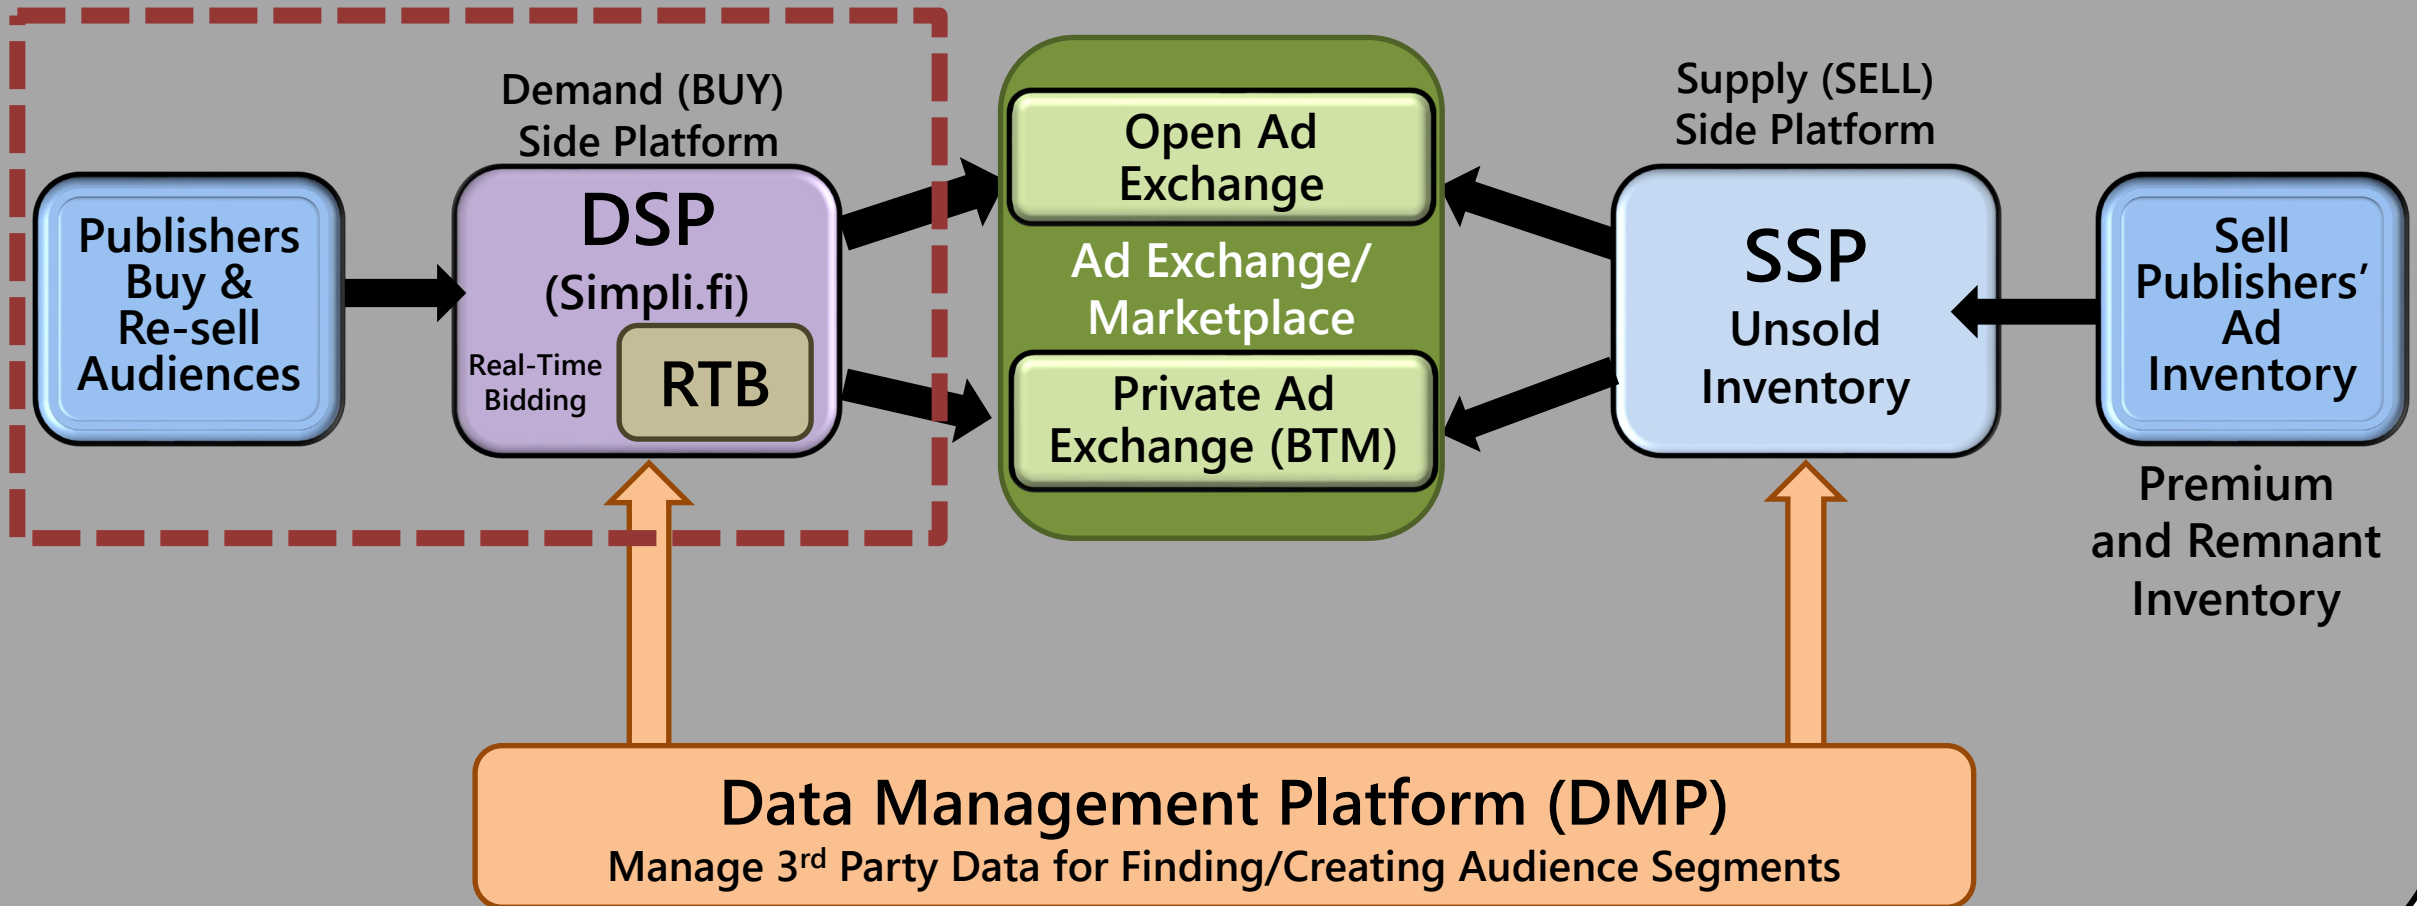 Demand (BUY)
Side Platform
Publishers
Buy &
Re-sell
Audiences
DSP
(Simpli.fi)
Real-Time
Bidding
RTB
Open Ad
Exchange
Ad Exchange/
Marketplace
Private Ad
Exchange (BTM)
Supply (SELL)
Side Platform
SSP
Unsold
Inventory
Sell
Publishers’
Ad
Inventory
Premium
and Remnant
Inventory
Data Management Platform (DMP)
Manage 3rd Party Data for Finding/Creating Audience Segments